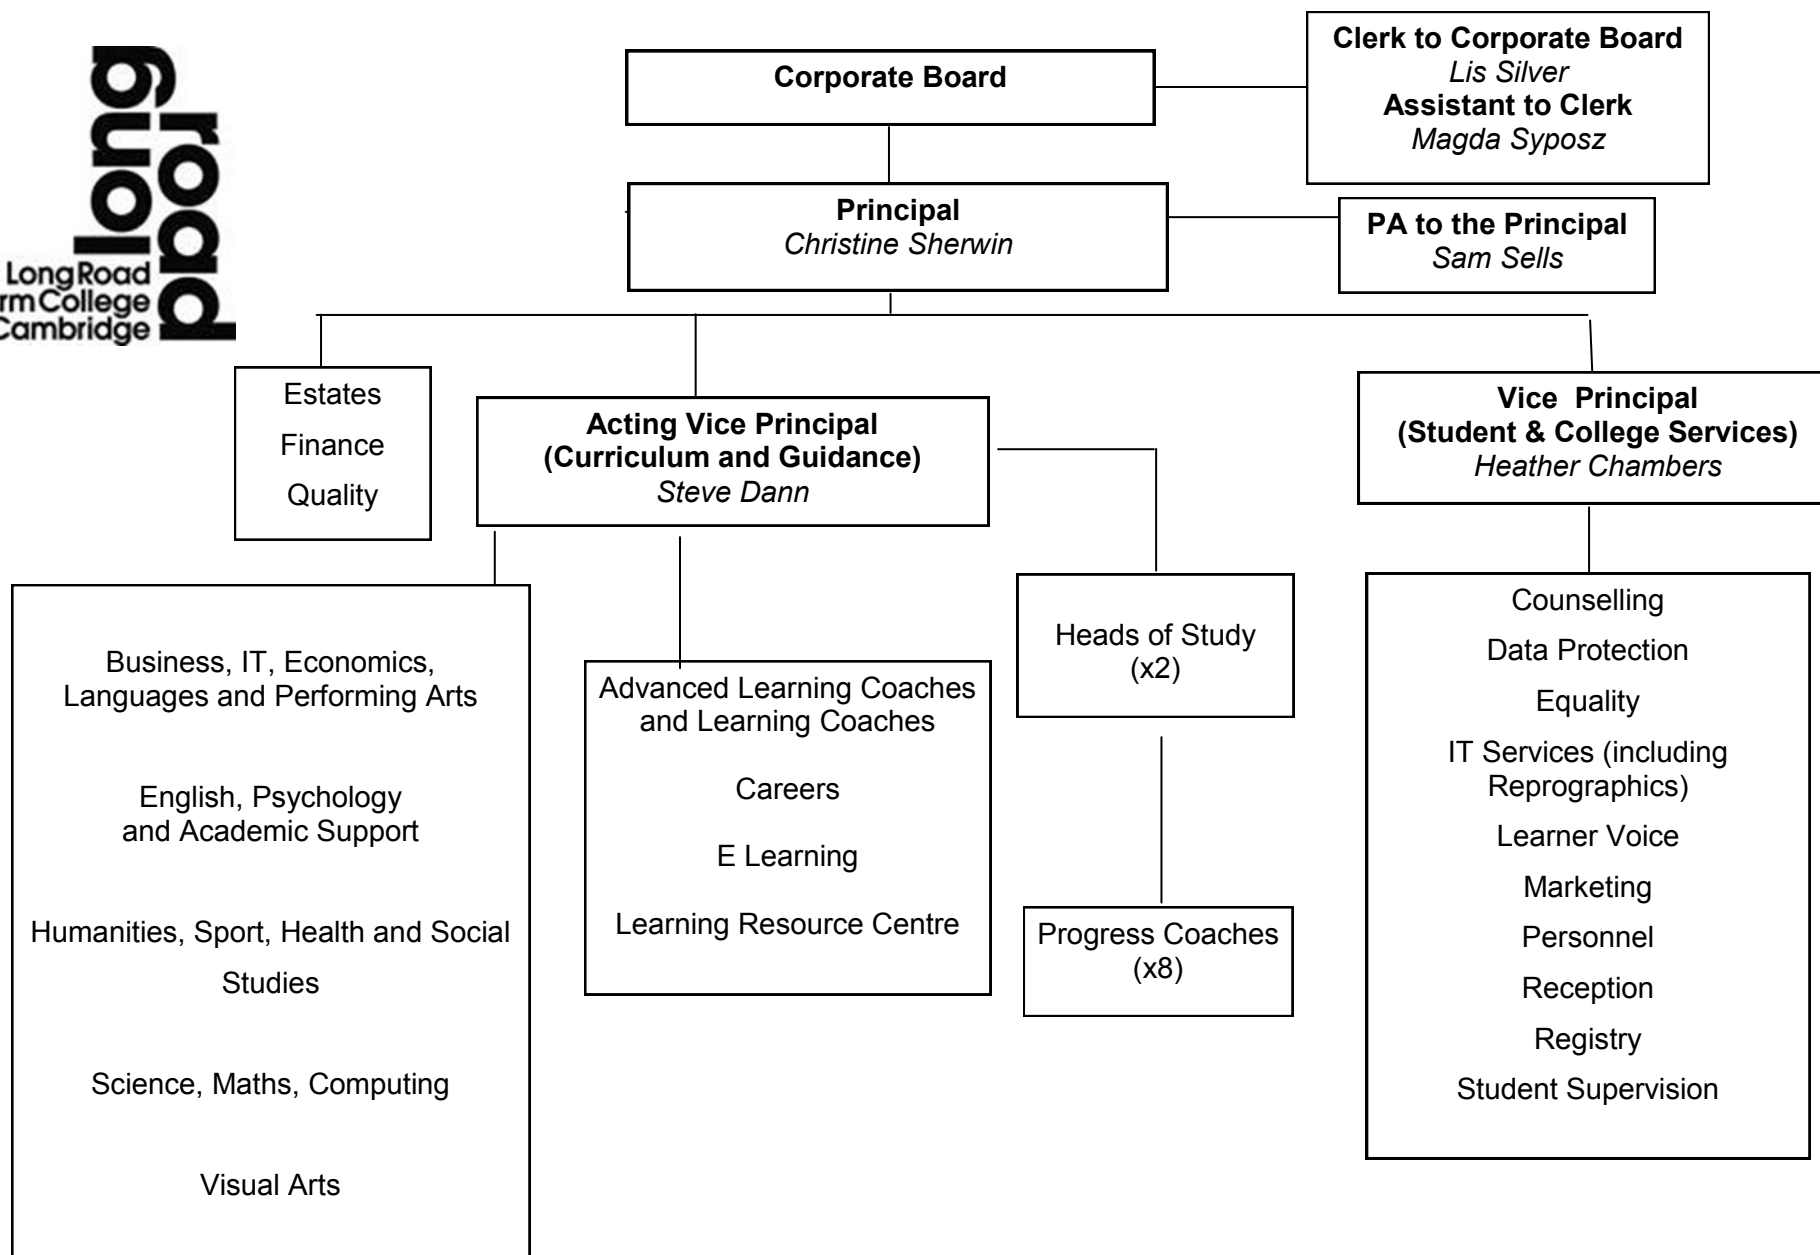 long
road
Long Road
rm College
Cambridge
Corporate Board
Clerk to Corporate Board
Lis Silver
Assistant to Clerk
Magda Syposz
Principal
Christine Sherwin
PA to the Principal
Sam Sells
Estates
Finance
Quality
Acting Vice Principal
(Curriculum and Guidance)
Steve Dann
Vice Principal
(Student & College Services)
Heather Chambers
Business, IT, Economics,
Languages and Performing Arts
English, Psychology
and Academic Support
Humanities, Sport, Health and Social
Studies
Science, Maths, Computing
Visual Arts
Advanced Learning Coaches
and Learning Coaches
Careers
E Learning
Learning Resource Centre
Heads of Study
(x2)
Progress Coaches
(x8)
Counselling
Data Protection
Equality
IT Services (including
Reprographics)
Learner Voice
Marketing
Personnel
Reception
Registry
Student Supervision